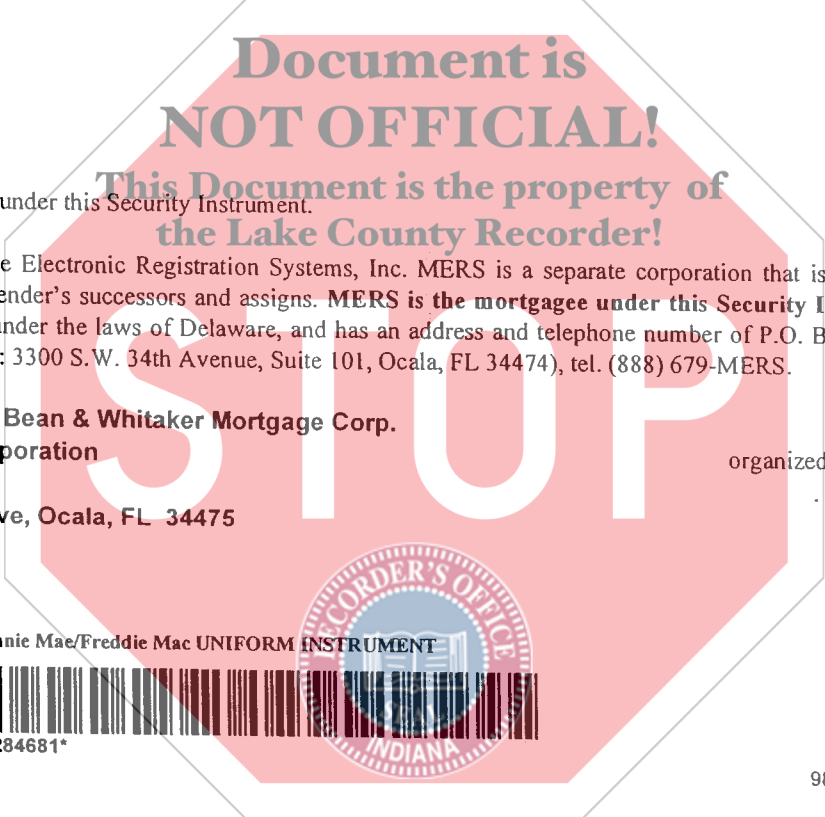 Document is
NOT OFFICIAL!
This Document is the property of
under this Security Instrument.
the Lake County Recorder!
e Electronic Registration Systems, Inc. MERS is a separate corporation that is
ender's successors and assigns. MERS is the mortgagee under this Security I
under the laws of Delaware, and has an address and telephone number of P.O. B
: 3300 S.W. 34th Avenue, Suite 101, Ocala, FL 34474), tel. (888) 679-MERS.
STOP
Bean & Whitaker Mortgage Corp.
poration
organized
ve, Ocala, FL 34475
RECORDER'S OFFICE
nnie Mae/Freddie Mac UNIFORM INSTRUMENT
SEAL
INDIANA
284681*
98